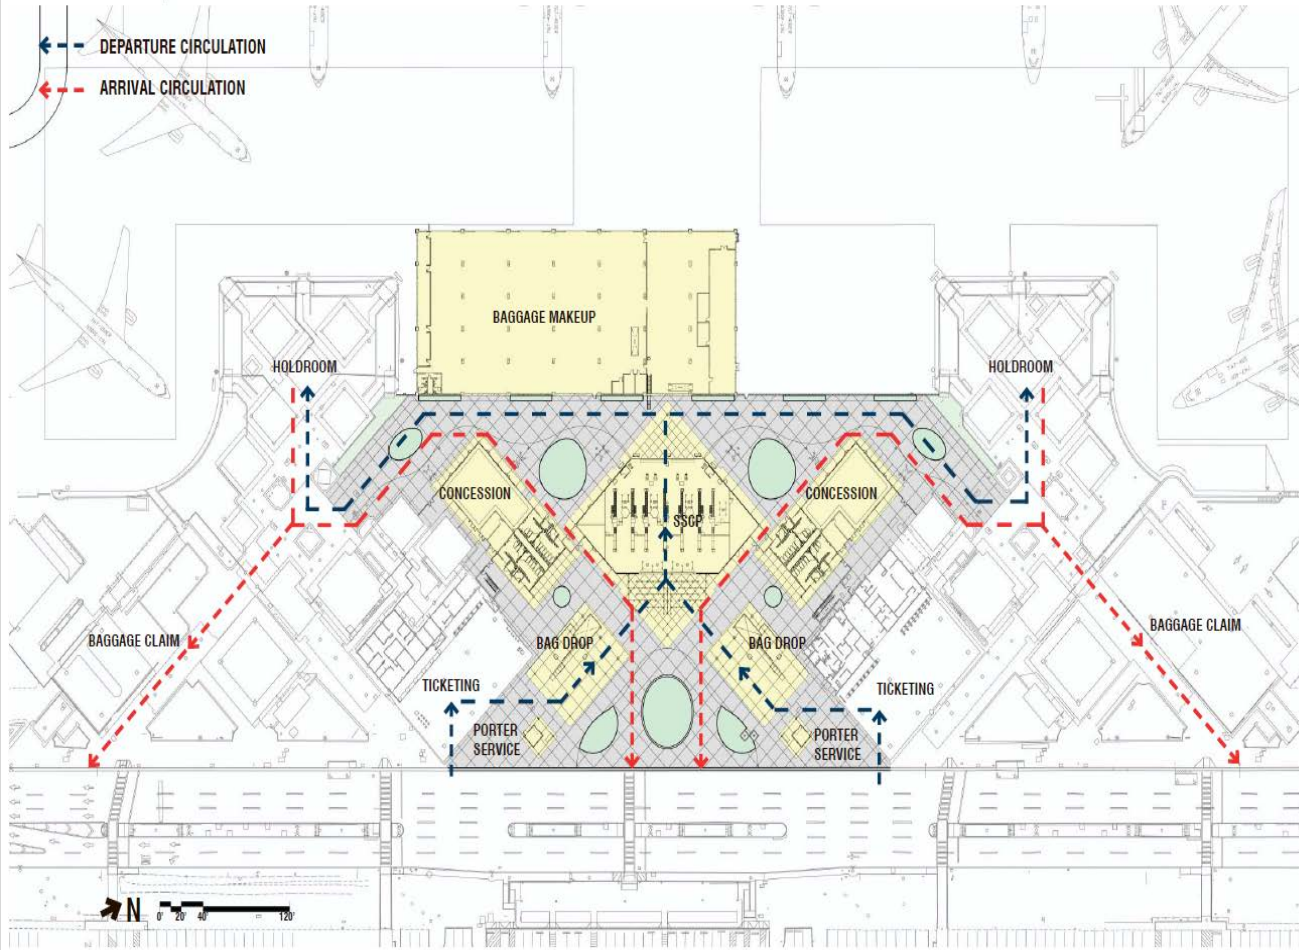 DEPARTURE CIRCULATION
ARRIVAL CIRCULATION
BAGGAGE MAKEUP
HOLDROOM
HOLDROOM
CONCESSION
CONCESSION
SSCP
BAGGAGE CLAIM
BAGGAGE CLAIM
BAG DROP
BAG DROP
TICKETING
TICKETING
PORTER
SERVICE
PORTER
SERVICE
N
0' 20' 40' 120'